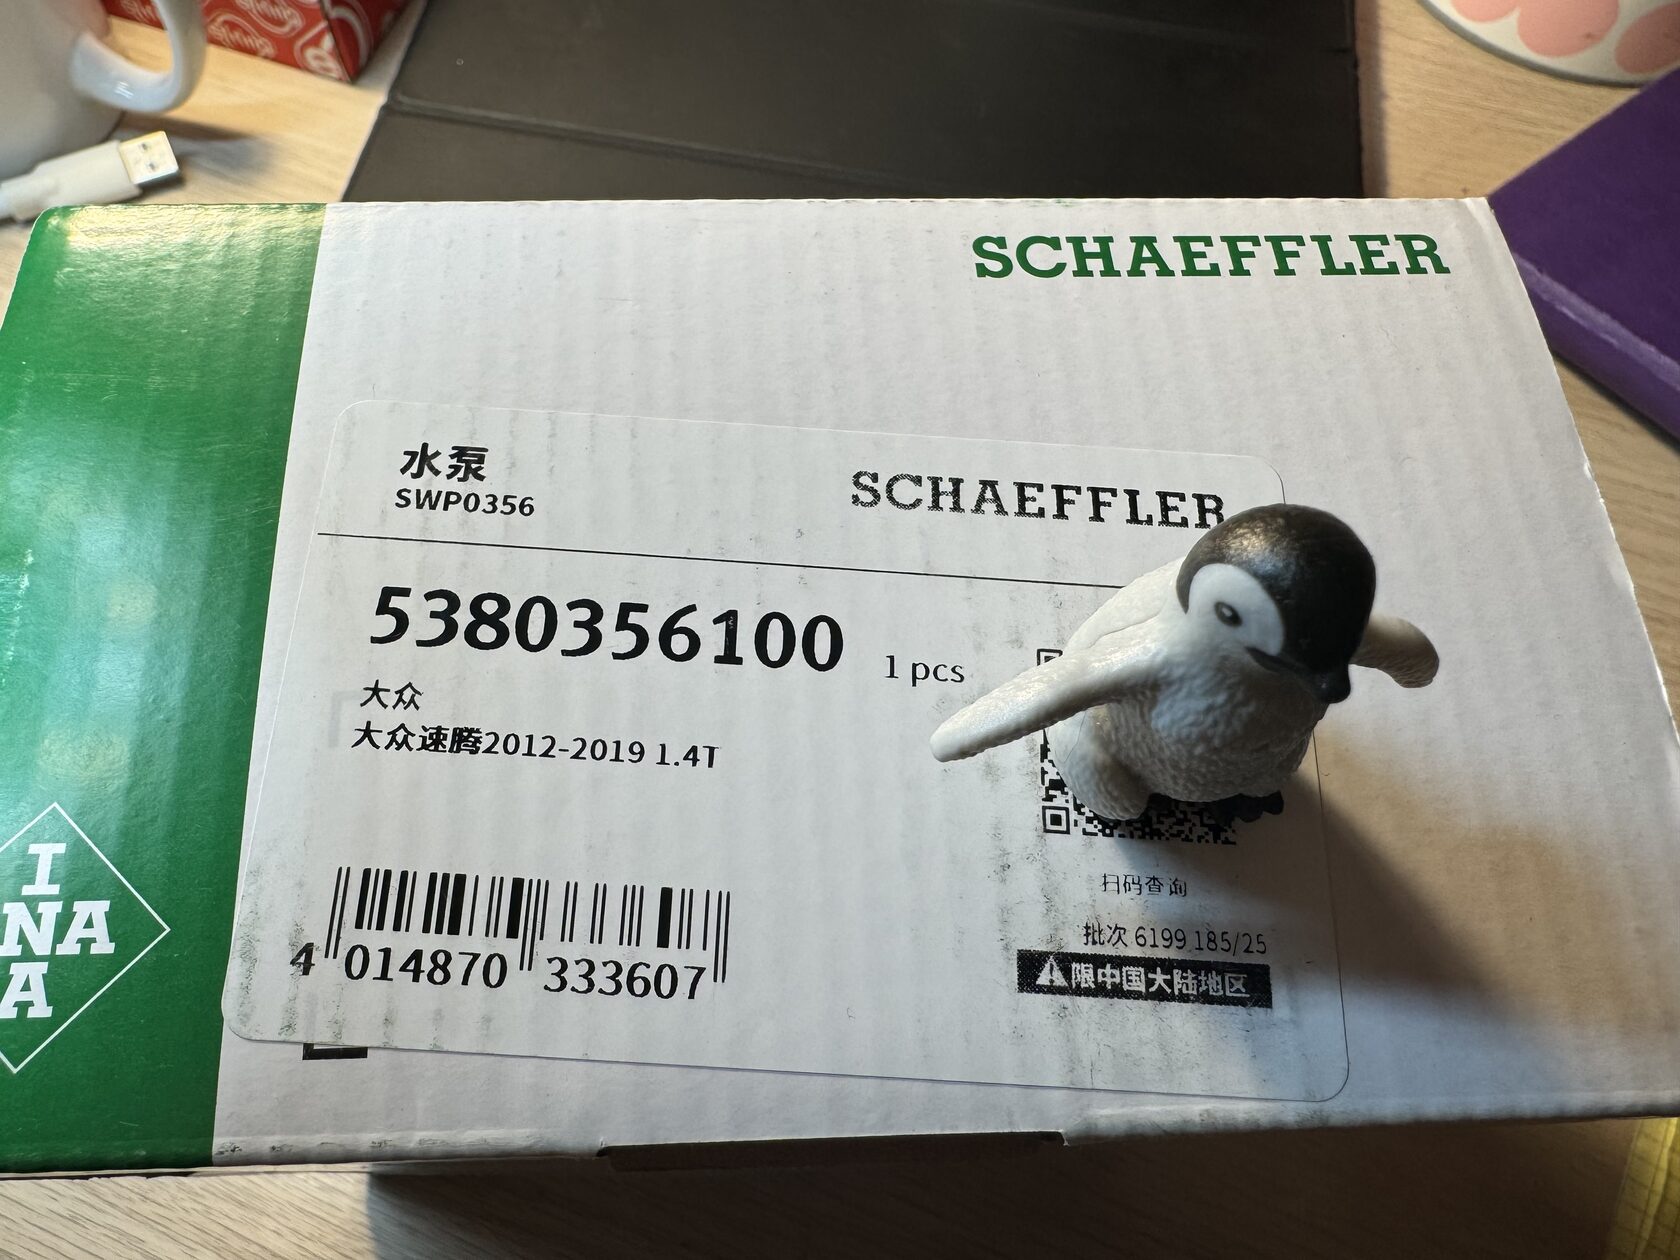 SCHAEFFLER
水泵
SWP0356
SCHAEFFLER
5380356100 1 pcs
大众
大众速腾2012-2019 1.4T
4 014870 333607
扫码查询
批次 6199 185/25
限中国大陆地区
I
NA
A